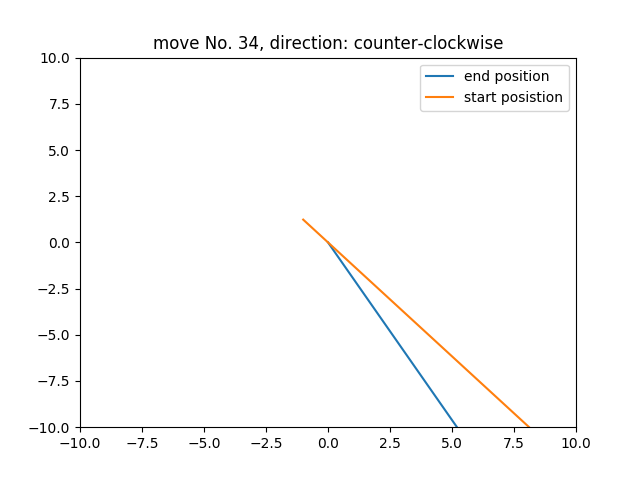 move No. 34, direction: counter-clockwise
end position
start posistion
10.0
7.5
5.0
2.5
0.0
−2.5
−5.0
−7.5
−10.0
−10.0 −7.5 −5.0 −2.5 0.0 2.5 5.0 7.5 10.0